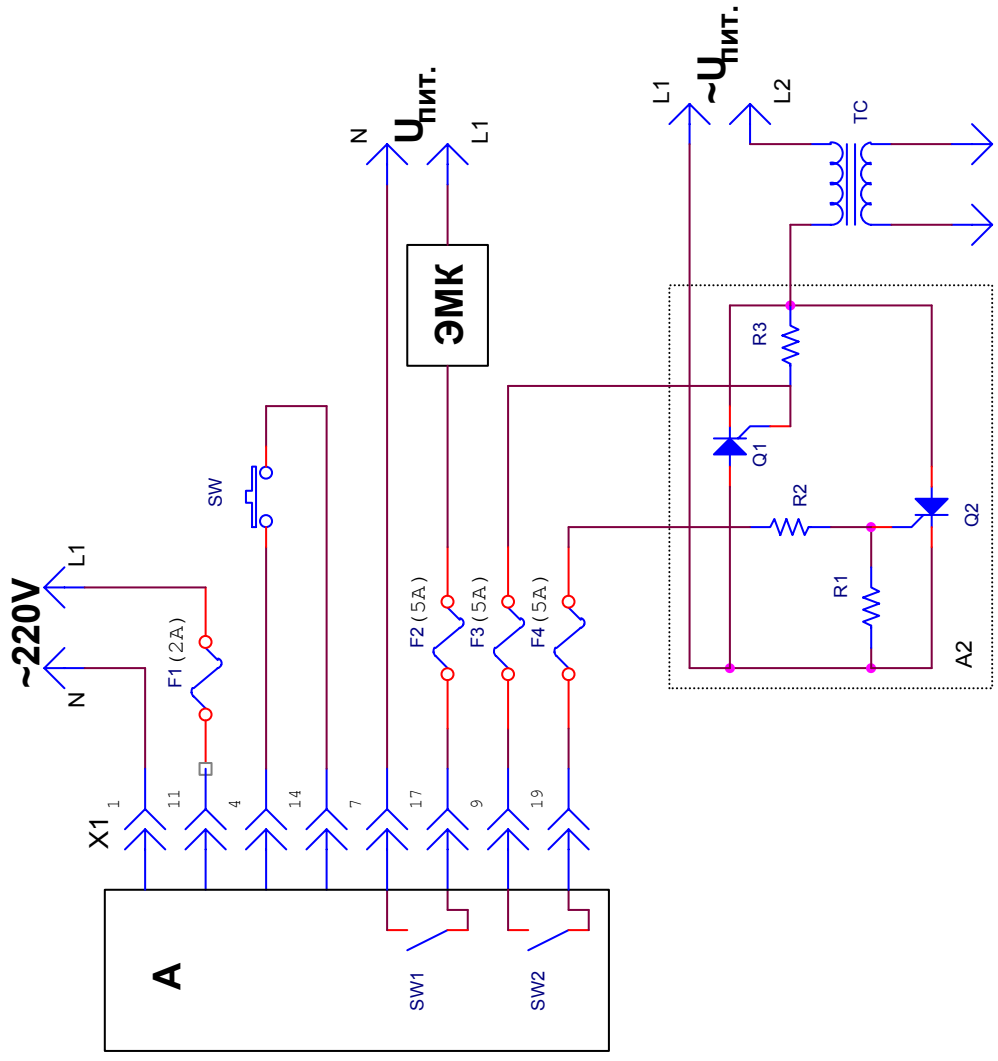 ~220V
N
L1
F1 (2A)
SW
X1
1
11
4
14
7
17
9
19
A
SW1
SW2
N
Uпит.
L1
ЭМК
F2 (5A)
F3 (5A)
F4 (5A)
L1
~Uпит.
L2
TC
R3
Q1
R2
R1
Q2
A2